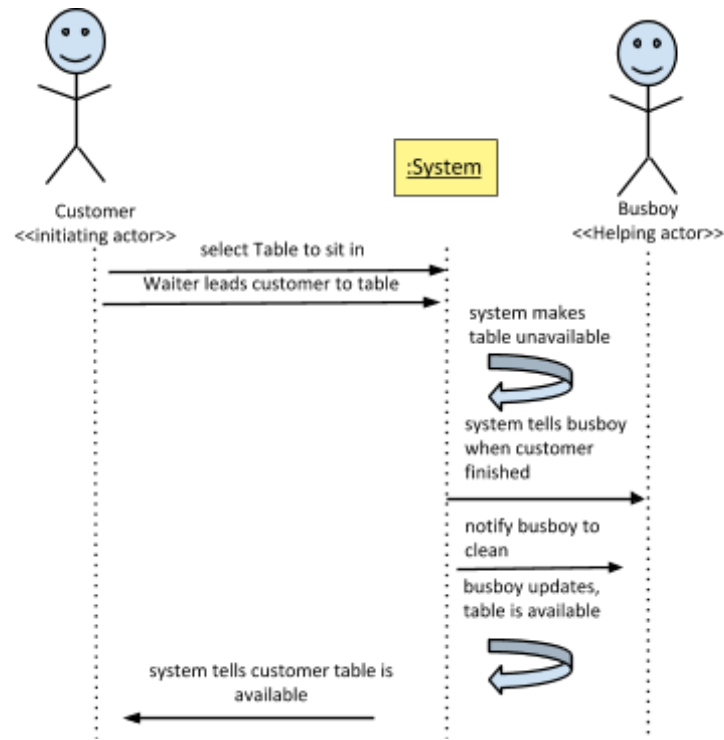 :System
Customer
<<initiating actor>>
Busboy
<<Helping actor>>
select Table to sit in
Waiter leads customer to table
system makes
table unavailable
system tells busboy
when customer
finished
notify busboy to
clean
busboy updates,
table is available
system tells customer table is
available